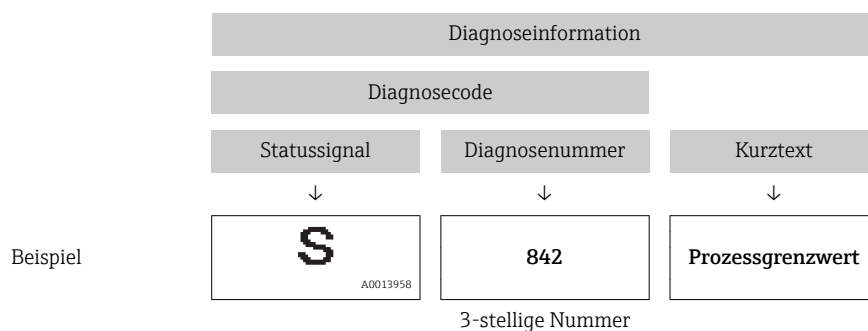 Diagnoseinformation
Diagnosecode
Statussignal Diagnosenummer Kurztext
↓ ↓ ↓
Beispiel S 842 Prozessgrenzwert
A0013958
3-stellige Nummer